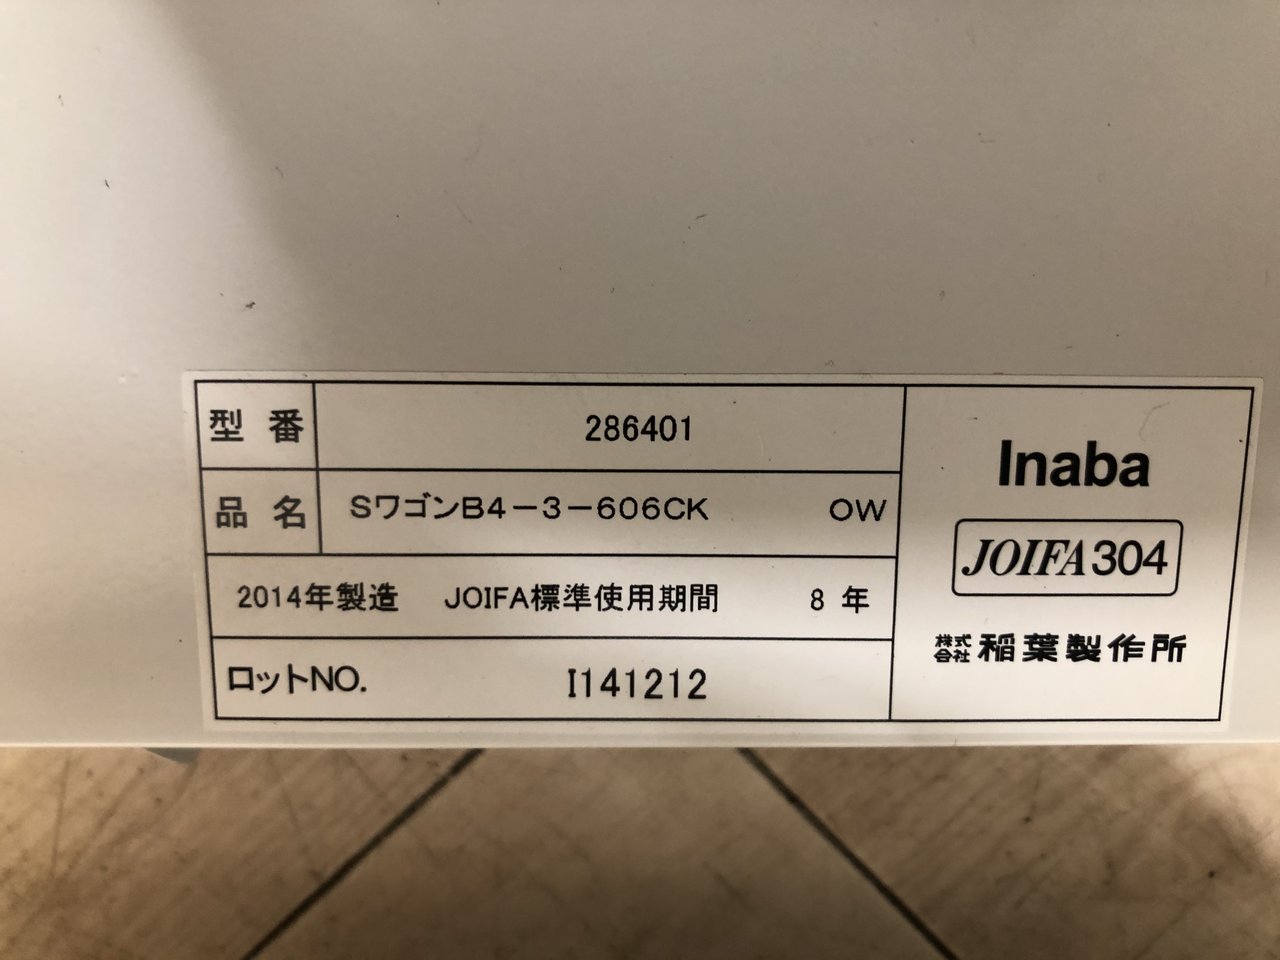 型番 286401
品名 SワゴンB4-3-606CK OW
2014年製造 JOIFA標準使用期間 8年
ロットNO. I141212
Inaba
JOIFA304
株式会社稲葉製作所